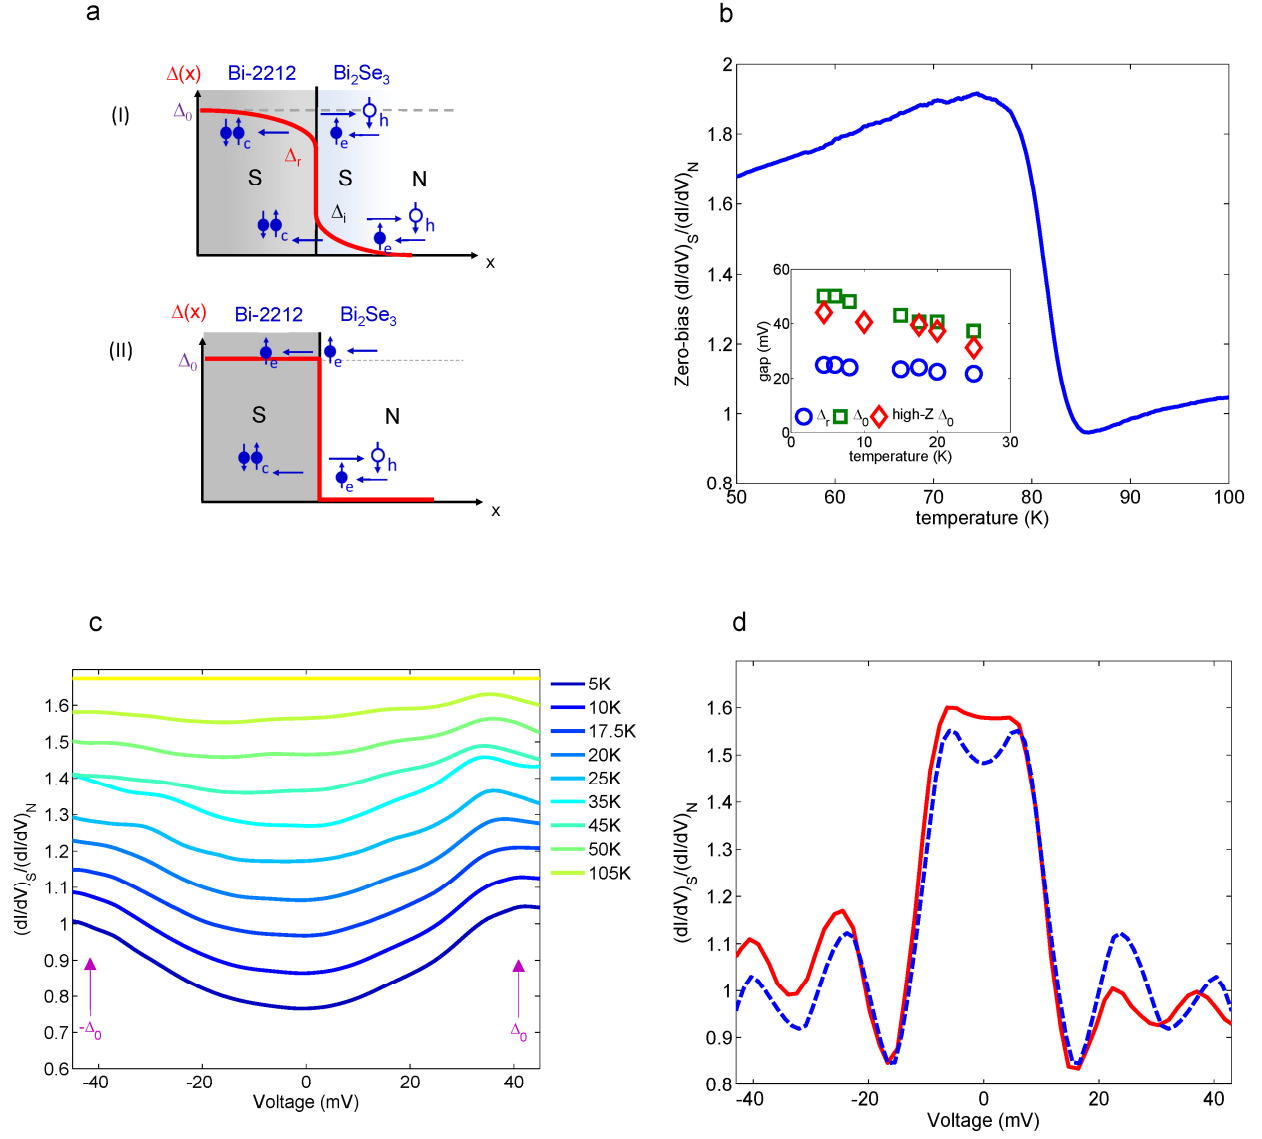 a
Δ(x) Bi-2212 Bi2Se3
(I)
Δ0
h
c e
Δr
S S N
Δi
h
c e
x
Δ(x) Bi-2212 Bi2Se3
(II)
Δ0
e e
S N
c h
e
x
b
Zero-bias (dI/dV)S/(dI/dV)N
2
1.8
1.6
1.4
1.2
1
0.8
50 60 70 80 90 100
temperature (K)
gap (mV)
60
40
20
0
Δr Δ0 high-Z Δ0
0 10 20 30
temperature (K)
c
(dI/dV)S/(dI/dV)N
1.6
1.5
1.4
1.3
1.2
1.1
1
0.9
0.8
0.7
0.6
-Δ0 Δ0
-40 -20 0 20 40
Voltage (mV)
5K
10K
17.5K
20K
25K
35K
45K
50K
105K
d
(dI/dV)S/(dI/dV)N
1.6
1.5
1.4
1.3
1.2
1.1
1
0.9
0.8
-40 -20 0 20 40
Voltage (mV)